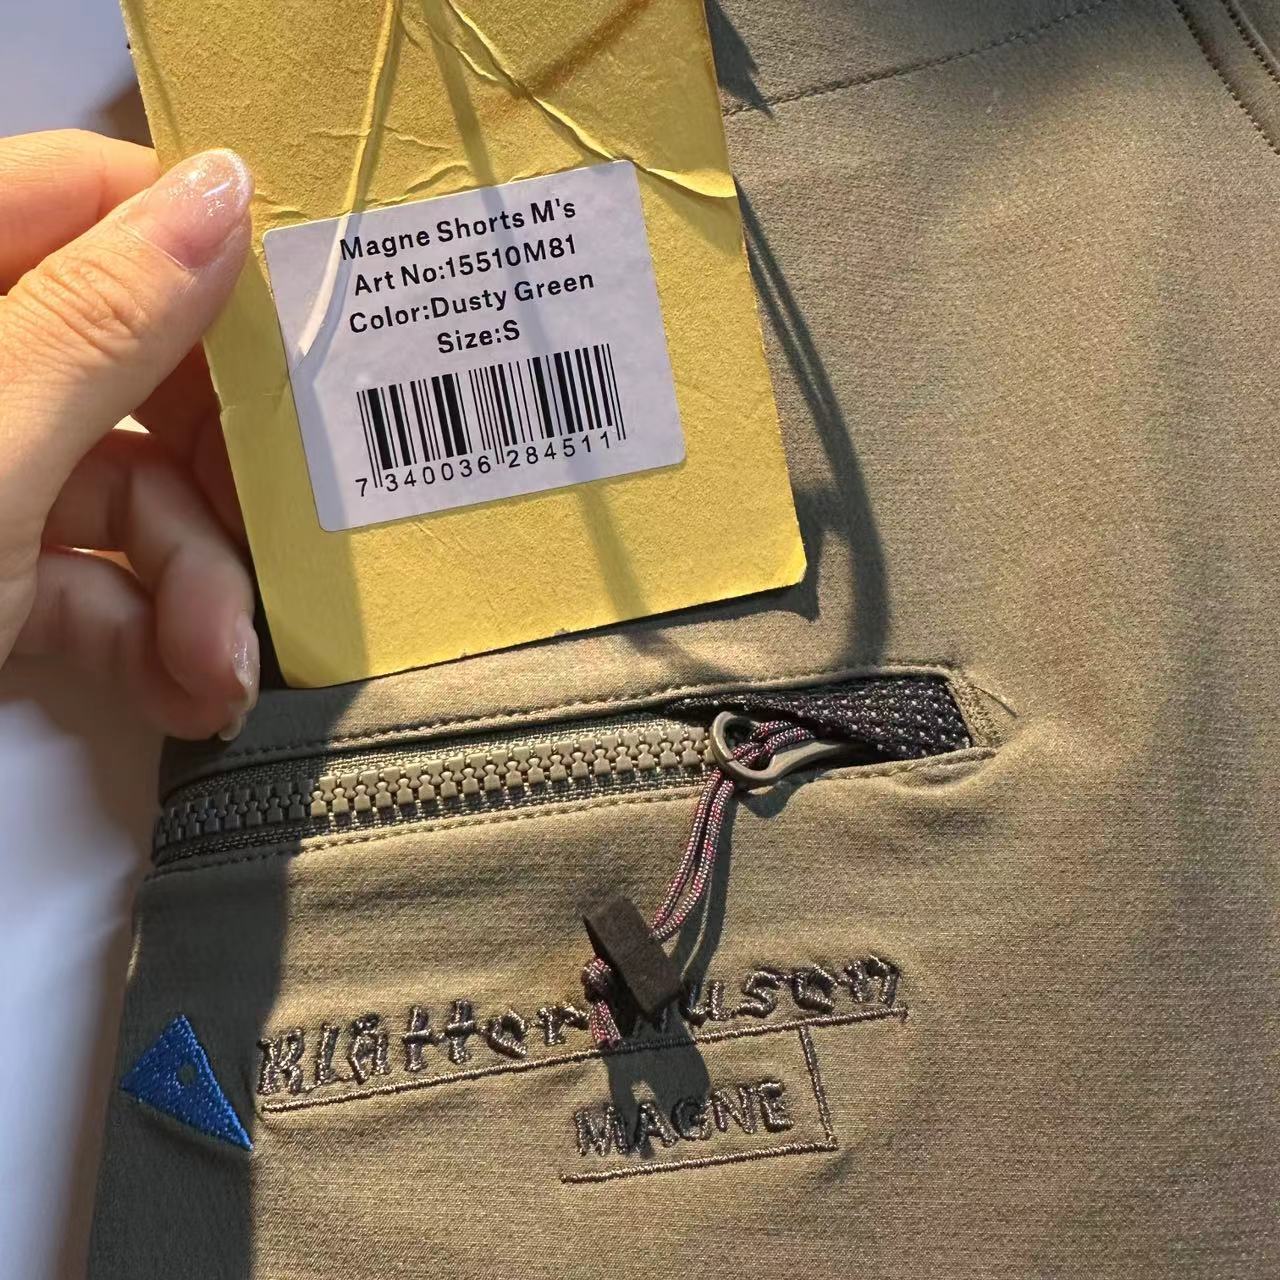 Magne Shorts M's
Art No:15510M81
Color:Dusty Green
Size:S
7 340036 284511
MAGNE